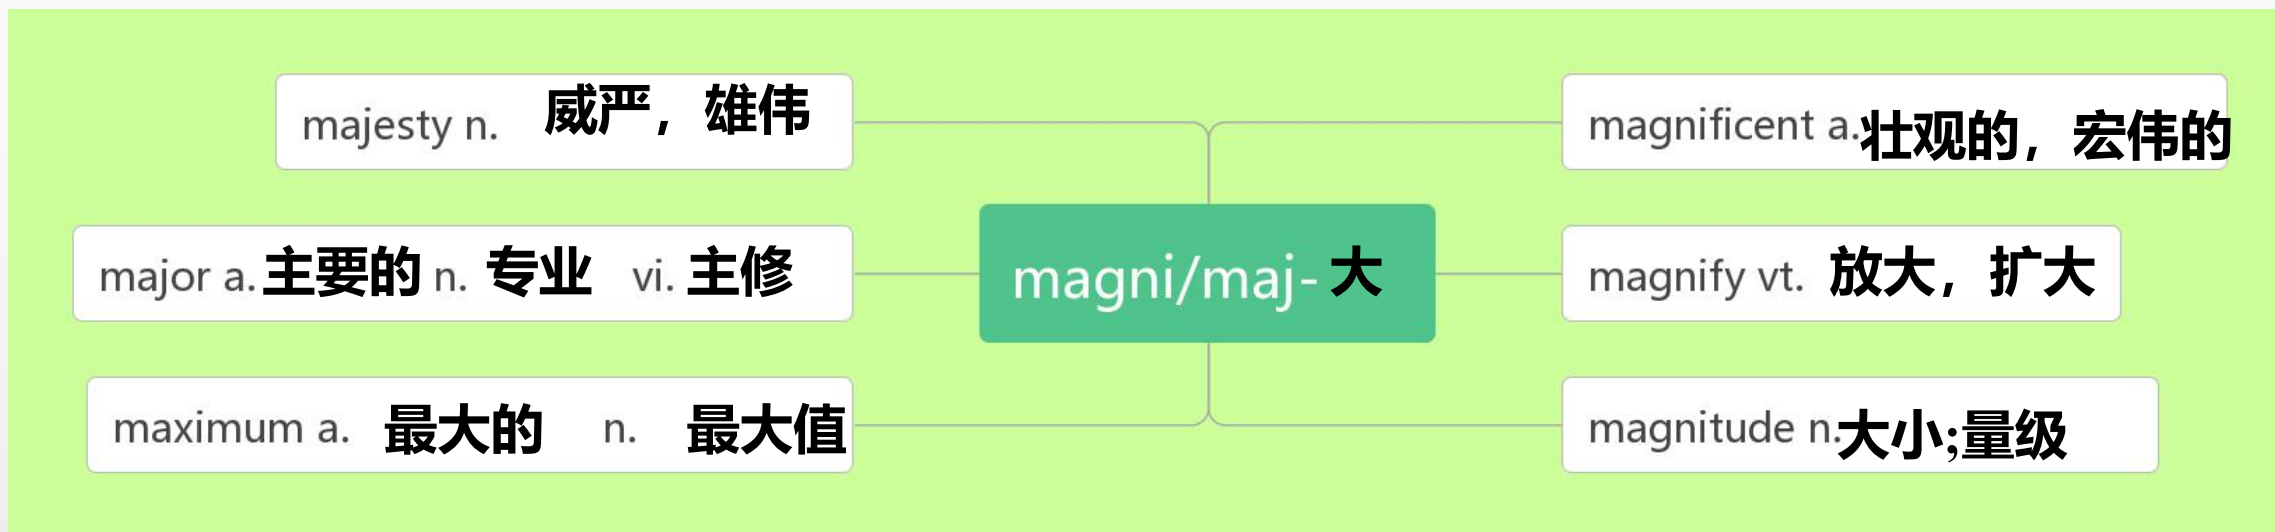 majesty n. 威严，雄伟
major a.主要的 n. 专业 vi. 主修
maximum a. 最大的 n. 最大值
magni/maj- 大
magnificent a.壮观的，宏伟的
magnify vt. 放大，扩大
magnitude n.大小;量级